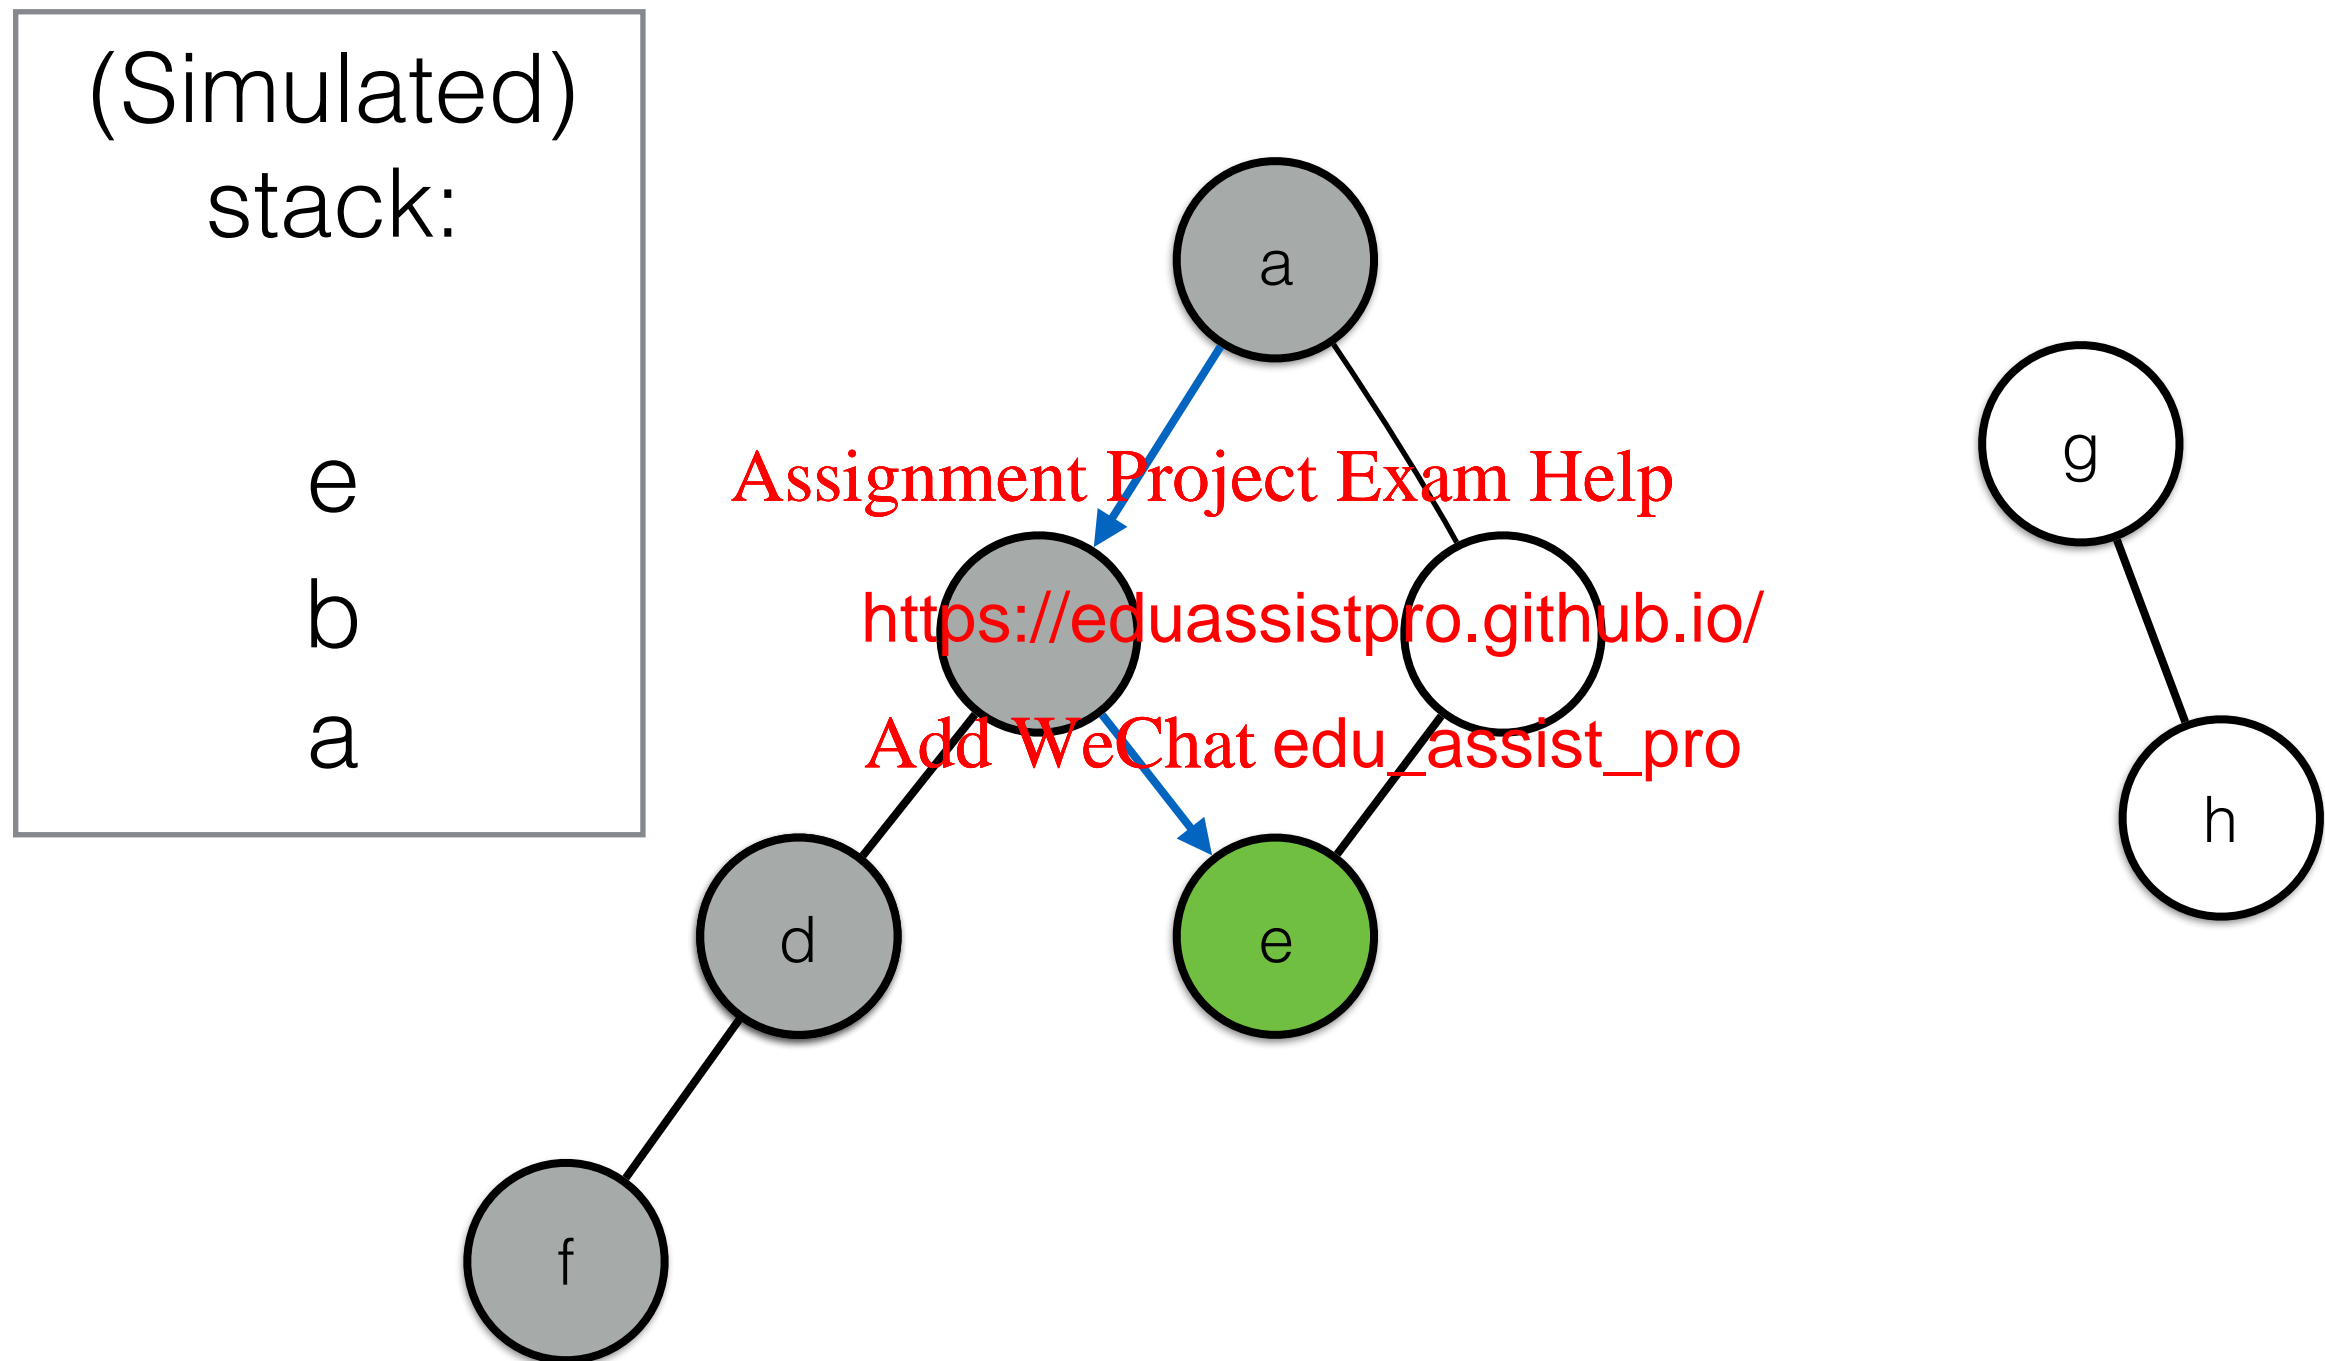 (Simulated)
stack:
e
b
a
a
Assignment Project Exam Help
g
https://eduassistpro.github.io/
Add WeChat edu_assist_pro
h
d
e
f